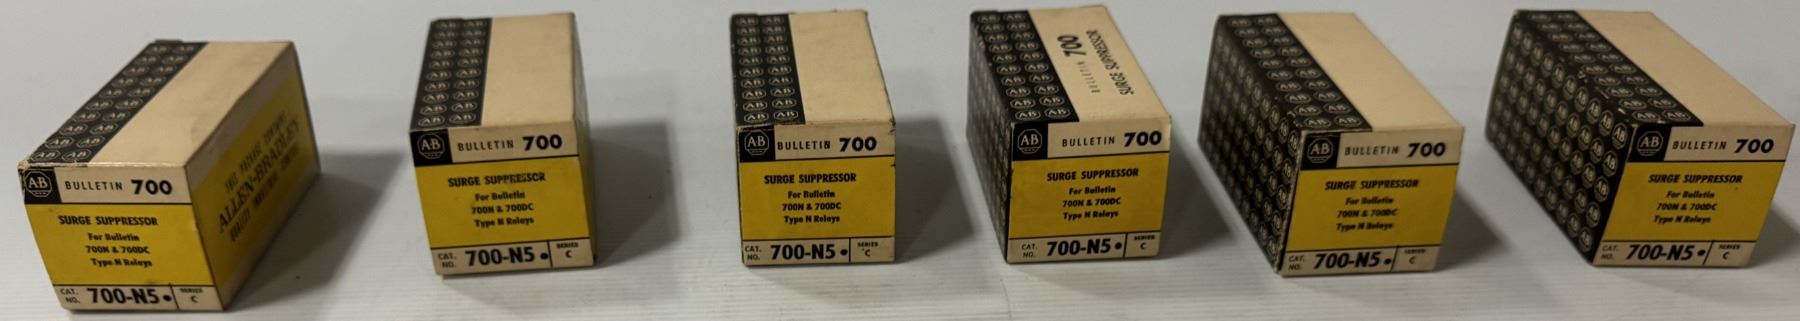 AB BULLETIN 700
SURGE SUPPRESSOR
For Bulletin
700N & 700DC
Type N Relays
CAT. NO. 700-N5• SERIES C
ALLEN-BRADLEY
AB BULLETIN 700
SURGE SUPPRESSOR
For Bulletin
700N & 700DC
Type N Relays
CAT. NO. 700-N5• SERIES C
AB BULLETIN 700
SURGE SUPPRESSOR
For Bulletin
700N & 700DC
Type N Relays
CAT. NO. 700-N5• SERIES C
BULLETIN 700
SURGE SUPPRESSOR
AB BULLETIN 700
SURGE SUPPRESSOR
For Bulletin
700N & 700DC
Type N Relays
CAT. NO. 700-N5• SERIES C
AB BULLETIN 700
SURGE SUPPRESSOR
For Bulletin
700N & 700DC
Type N Relays
CAT. NO. 700-N5• SERIES C
AB BULLETIN 700
SURGE SUPPRESSOR
For Bulletin
700N & 700DC
Type N Relays
CAT. NO. 700-N5• SERIES C